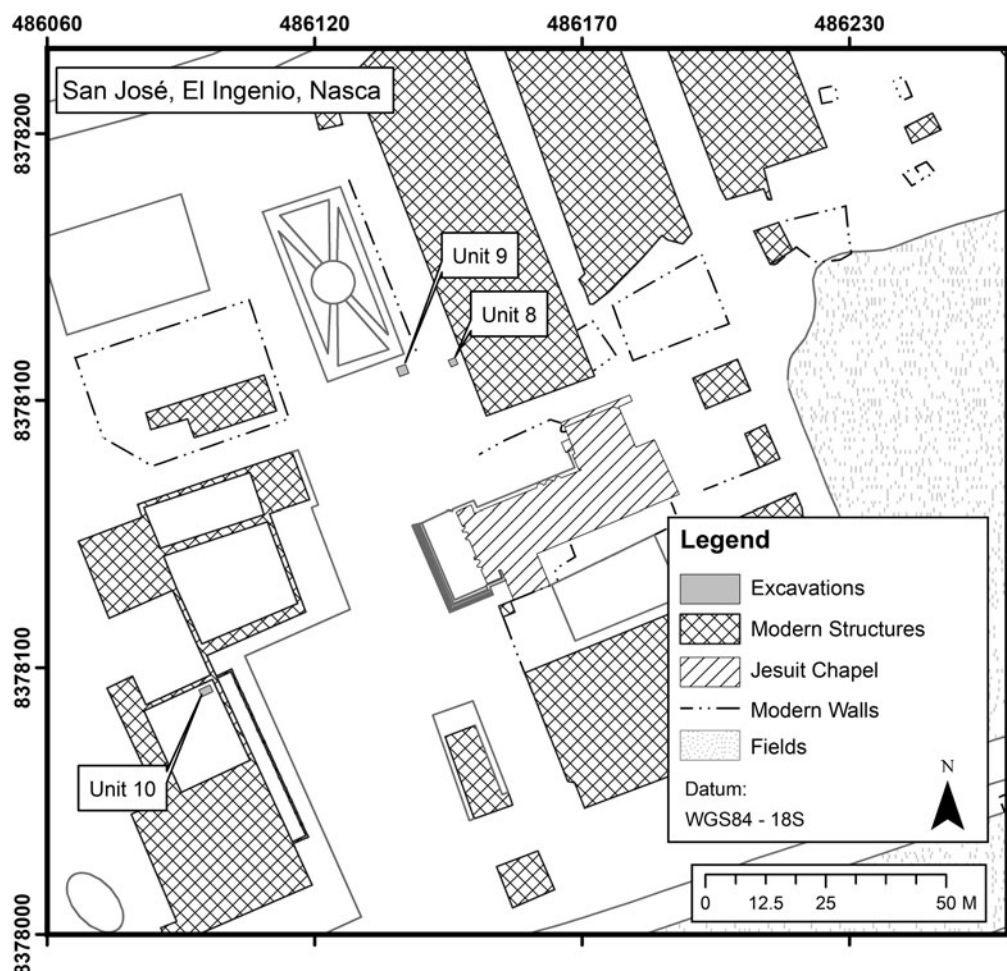 486060 486120 486170 486230
San José, El Ingenio, Nasca
8378200
Unit 9
Unit 8
8378100
Legend
Excavations
Modern Structures
Jesuit Chapel
Modern Walls
Fields
Datum:
WGS84 - 18S
N
8378100
Unit 10
0 12.5 25 50 M
8378000